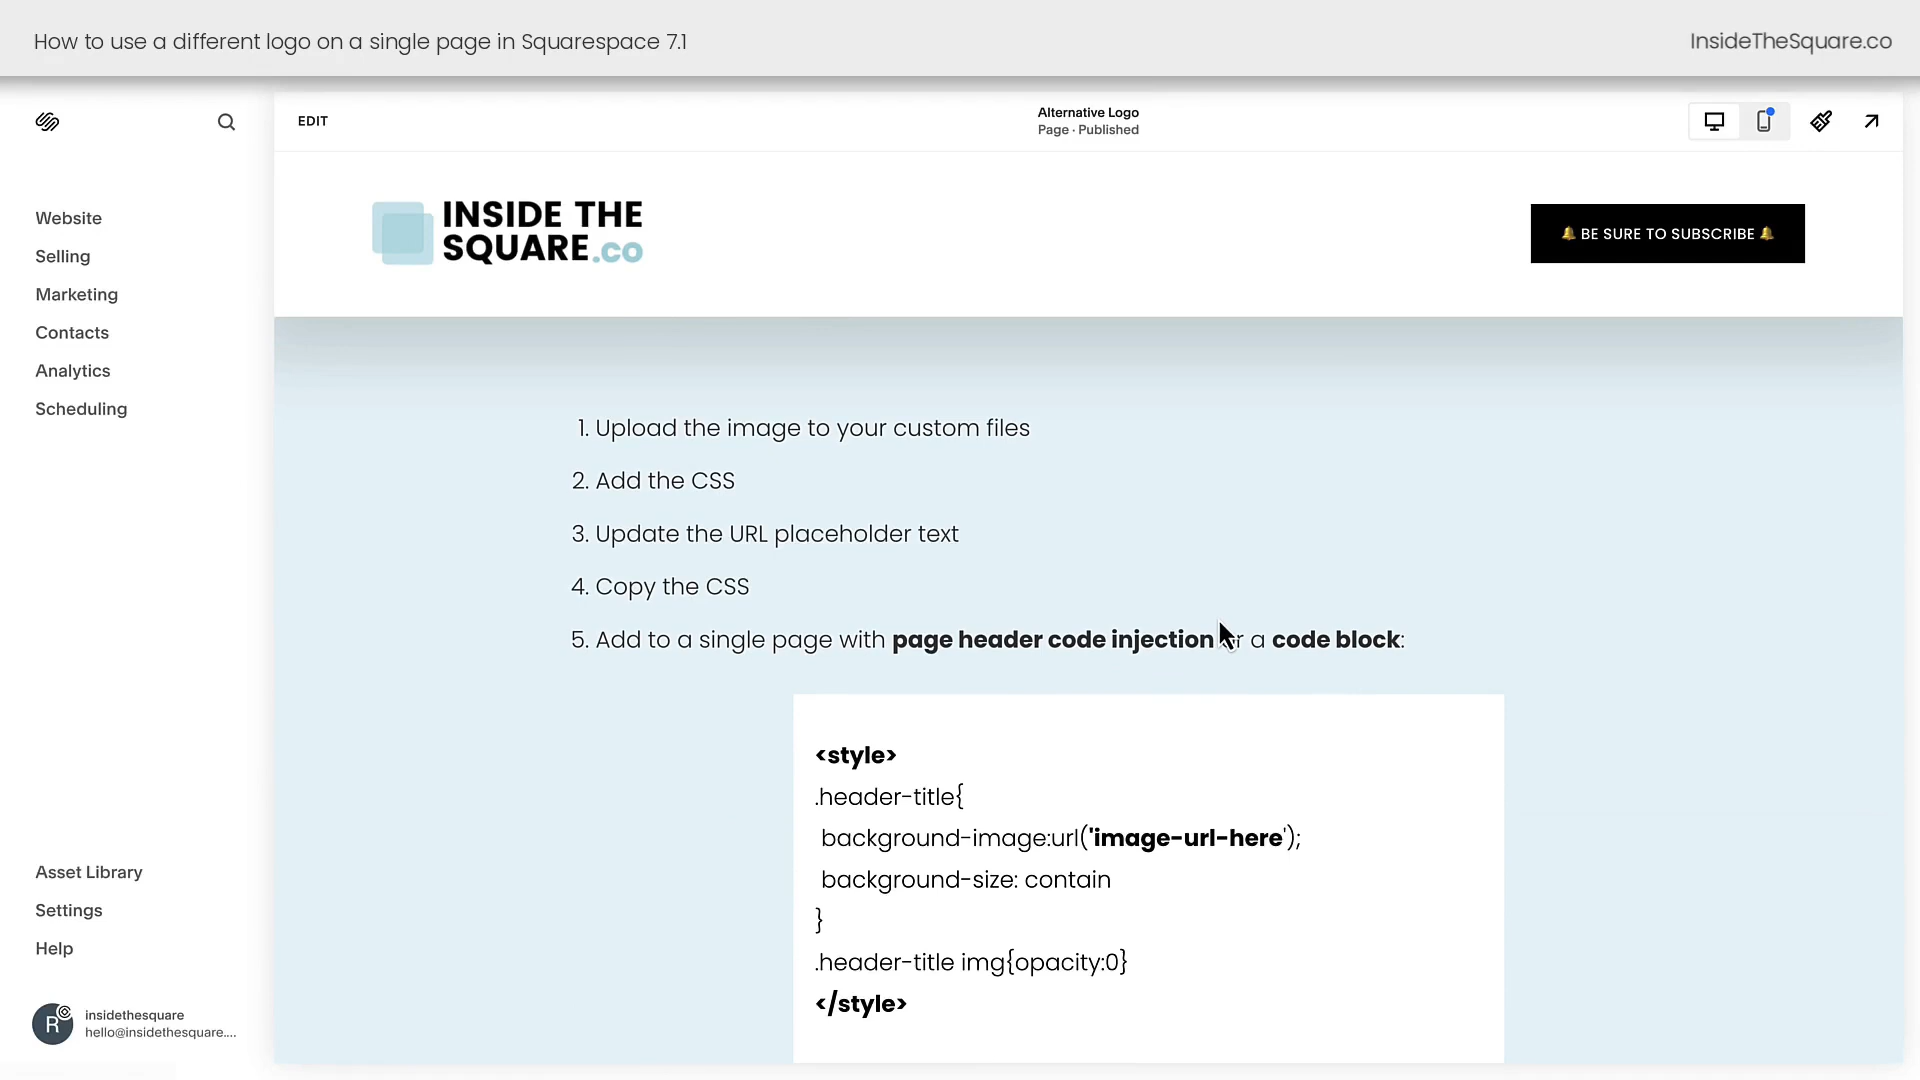 How to use a different logo on a single page in Squarespace 7.1
InsideTheSquare.co
EDIT
Alternative Logo
Page · Published
Website
Selling
Marketing
Contacts
Analytics
Scheduling
Asset Library
Settings
Help
R
insidethesquare
hello@insidethesquare....
INSIDE THE
SQUARE.co
🔔 BE SURE TO SUBSCRIBE 🔔
1. Upload the image to your custom files
2. Add the CSS
3. Update the URL placeholder text
4. Copy the CSS
5. Add to a single page with page header code injection or a code block:
<style>
.header-title{
background-image:url('image-url-here');
background-size: contain
}
.header-title img{opacity:0}
</style>